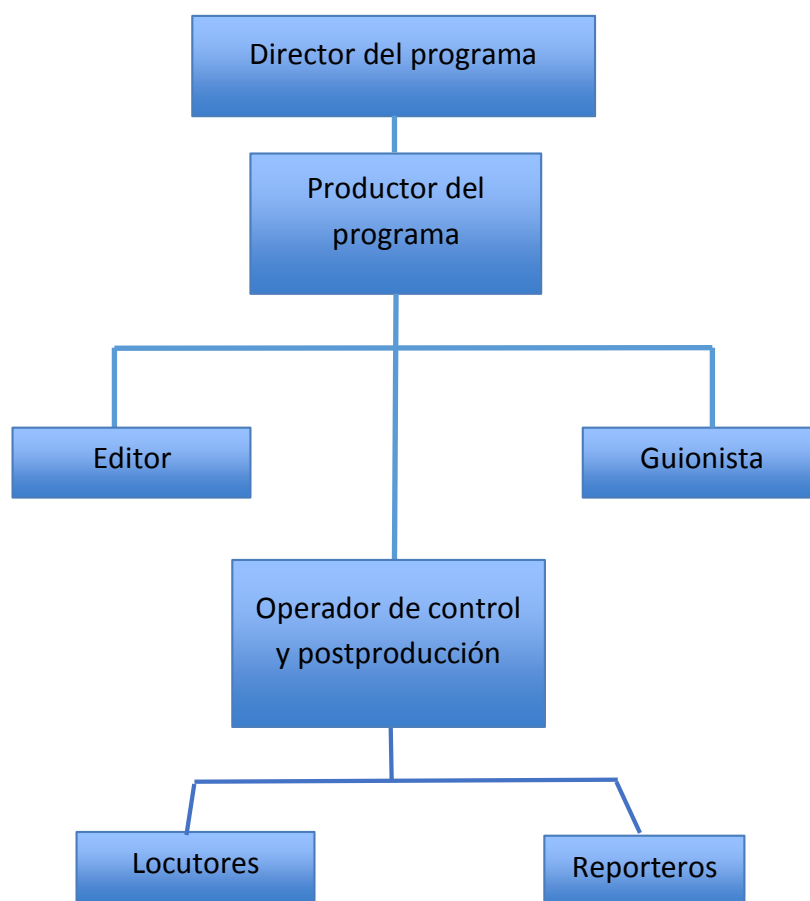 Director del programa
Productor del
programa
Editor
Guionista
Operador de control
y postproducción
Locutores
Reporteros